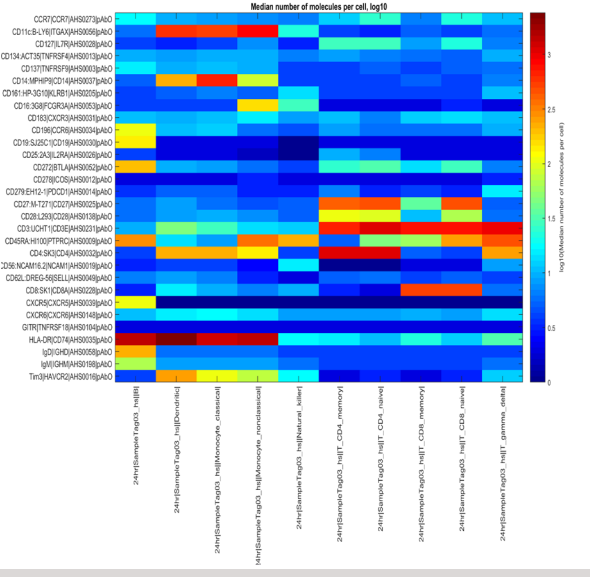 Median number of molecules per cell, log10
CCR7|CCR7|AHS0273|pAbO
CD11c:B-LY6|ITGAX|AHS0056|pAbO
CD127|IL7R|AHS0028|pAbO
CD134:ACT35|TNFRSF4|AHS0013|pAbO
CD137|TNFRSF9|AHS0003|pAbO
CD14:MPHIP9|CD14|AHS0037|pAbO
CD161:HP-3G10|KLRB1|AHS0205|pAbO
CD16:3G8|FCGR3A|AHS0053|pAbO
CD183|CXCR3|AHS0031|pAbO
CD196|CCR6|AHS0034|pAbO
CD19:SJ25C1|CD19|AHS0030|pAbO
CD25:2A3|IL2RA|AHS0026|pAbO
CD272|BTLA|AHS0052|pAbO
CD278|ICOS|AHS0012|pAbO
CD279:EH12-1|PDCD1|AHS0014|pAbO
CD27:M-T271|CD27|AHS0025|pAbO
CD28:L293|CD28|AHS0138|pAbO
CD3:UCHT1|CD3E|AHS0231|pAbO
CD45RA:HI100|PTPRC|AHS0009|pAbO
CD4:SK3|CD4|AHS0032|pAbO
CD56:NCAM16.2|NCAM1|AHS0019|pAbO
CD62L:DREG-56|SELL|AHS0049|pAbO
CD8:SK1|CD8A|AHS0228|pAbO
CXCR5|CXCR5|AHS0039|pAbO
CXCR6|CXCR6|AHS0148|pAbO
GITR|TNFRSF18|AHS0104|pAbO
HLA-DR|CD74|AHS0035|pAbO
IgD|IGHD|AHS0058|pAbO
IgM|IGHM|AHS0198|pAbO
Tim3|HAVCR2|AHS0016|pAbO
24hr|SampleTag03_hs||B|
24hr|SampleTag03_hs||Dendritic|
24hr|SampleTag03_hs||Monocyte_classical|
24hr|SampleTag03_hs||Monocyte_nonclassical|
24hr|SampleTag03_hs||Natural_killer|
24hr|SampleTag03_hs||T_CD4_memory|
24hr|SampleTag03_hs||T_CD4_naive|
24hr|SampleTag03_hs||T_CD8_memory|
24hr|SampleTag03_hs||T_CD8_naive|
24hr|SampleTag03_hs||T_gamma_delta|
3
2.5
2
1.5
1
0.5
0
log10(Median number of molecules per cell)